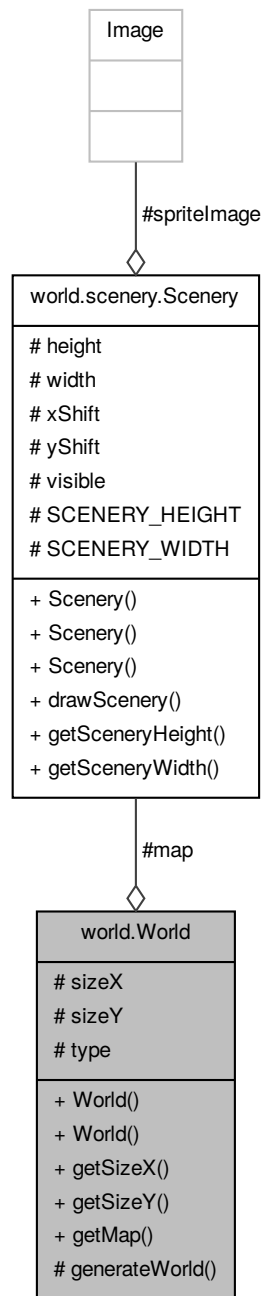 Image
#spriteImage
world.scenery.Scenery
# height
# width
# xShift
# yShift
# visible
# SCENERY_HEIGHT
# SCENERY_WIDTH
+ Scenery()
+ Scenery()
+ Scenery()
+ drawScenery()
+ getSceneryHeight()
+ getSceneryWidth()
#map
world.World
# sizeX
# sizeY
# type
+ World()
+ World()
+ getSizeX()
+ getSizeY()
+ getMap()
# generateWorld()